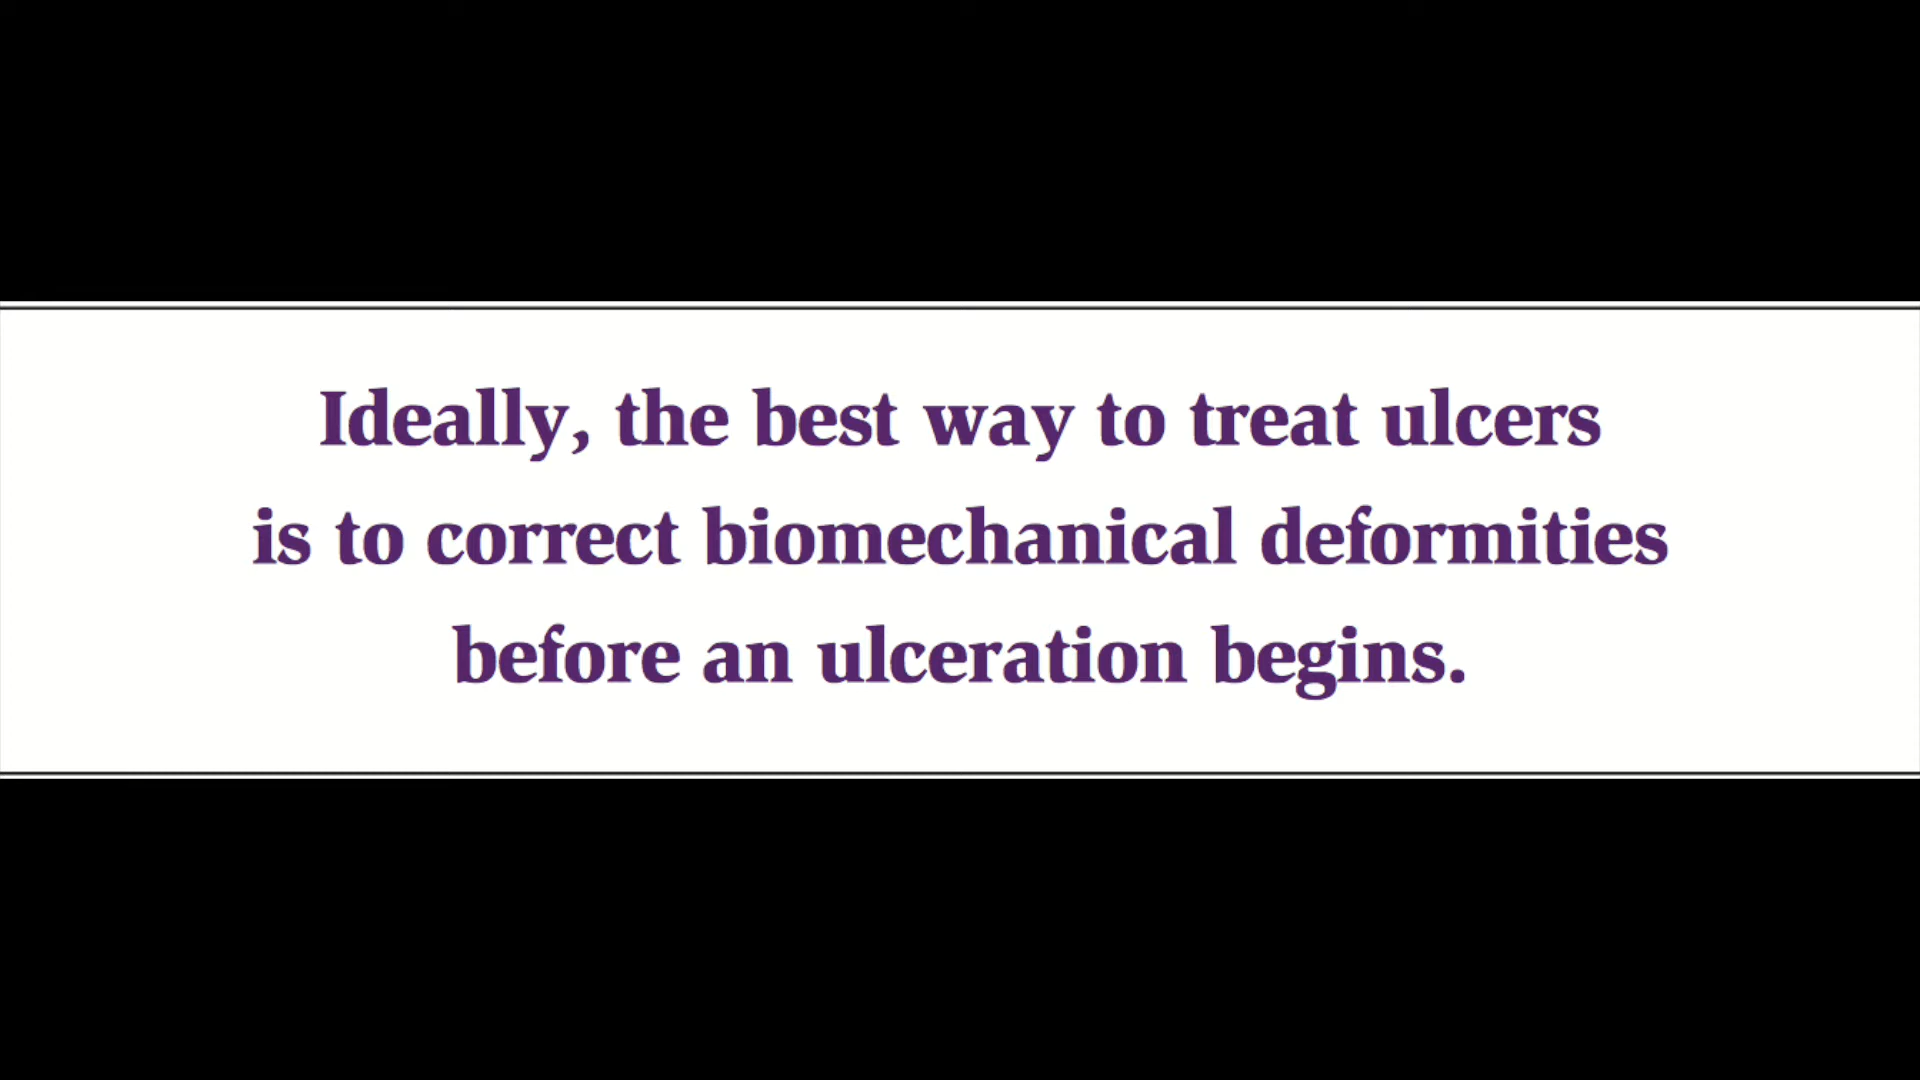 Ideally, the best way to treat ulcers
is to correct biomechanical deformities
before an ulceration begins.